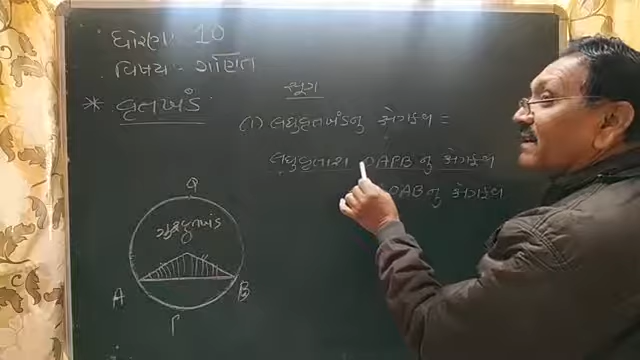 ધોરણ : 10
વિષય : ગણિત
* વૃતખંડ
સૂત્ર
(1) લઘુવૃતખંડનું ક્ષેત્રફળ =
લઘુવૃતાંશ OAPB નું ક્ષેત્રફળ
OAB નું ક્ષેત્રફળ
Q
ગુરુવૃતખંડ
A
B
P